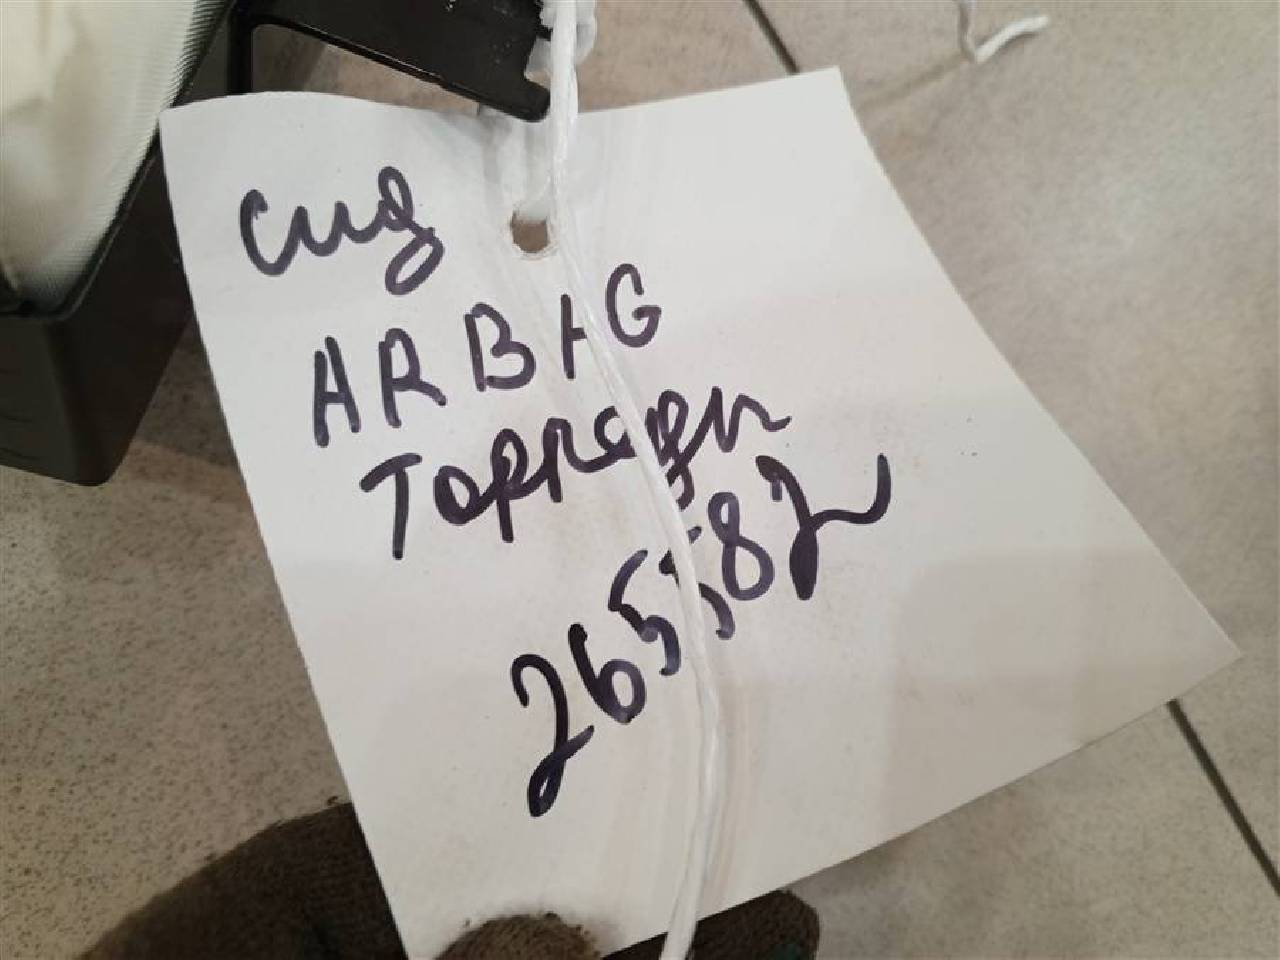 сид
ARBAG
Торпеды
265582